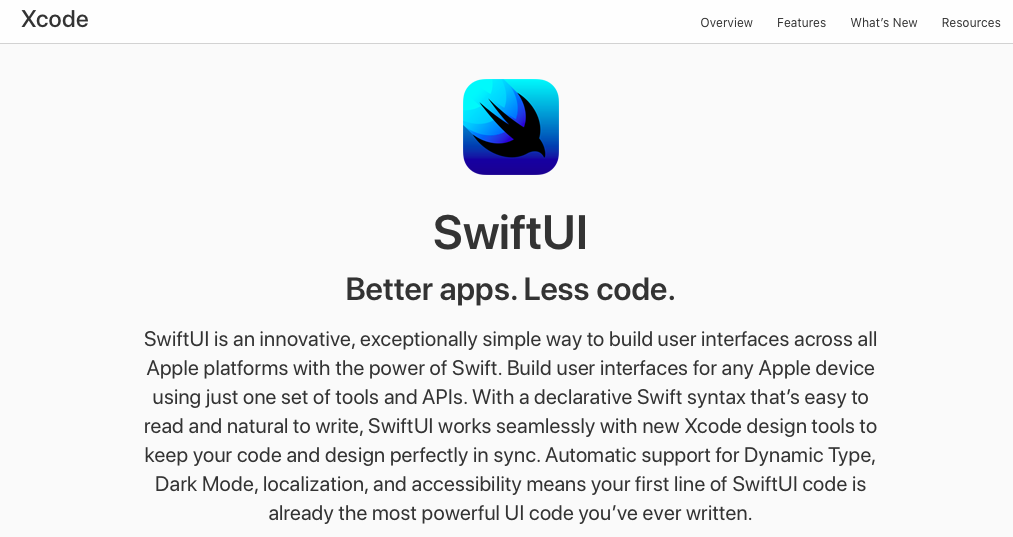 Xcode
Overview Features What’s New Resources
SwiftUI
Better apps. Less code.
SwiftUI is an innovative, exceptionally simple way to build user interfaces across all
Apple platforms with the power of Swift. Build user interfaces for any Apple device
using just one set of tools and APIs. With a declarative Swift syntax that’s easy to
read and natural to write, SwiftUI works seamlessly with new Xcode design tools to
keep your code and design perfectly in sync. Automatic support for Dynamic Type,
Dark Mode, localization, and accessibility means your first line of SwiftUI code is
already the most powerful UI code you’ve ever written.